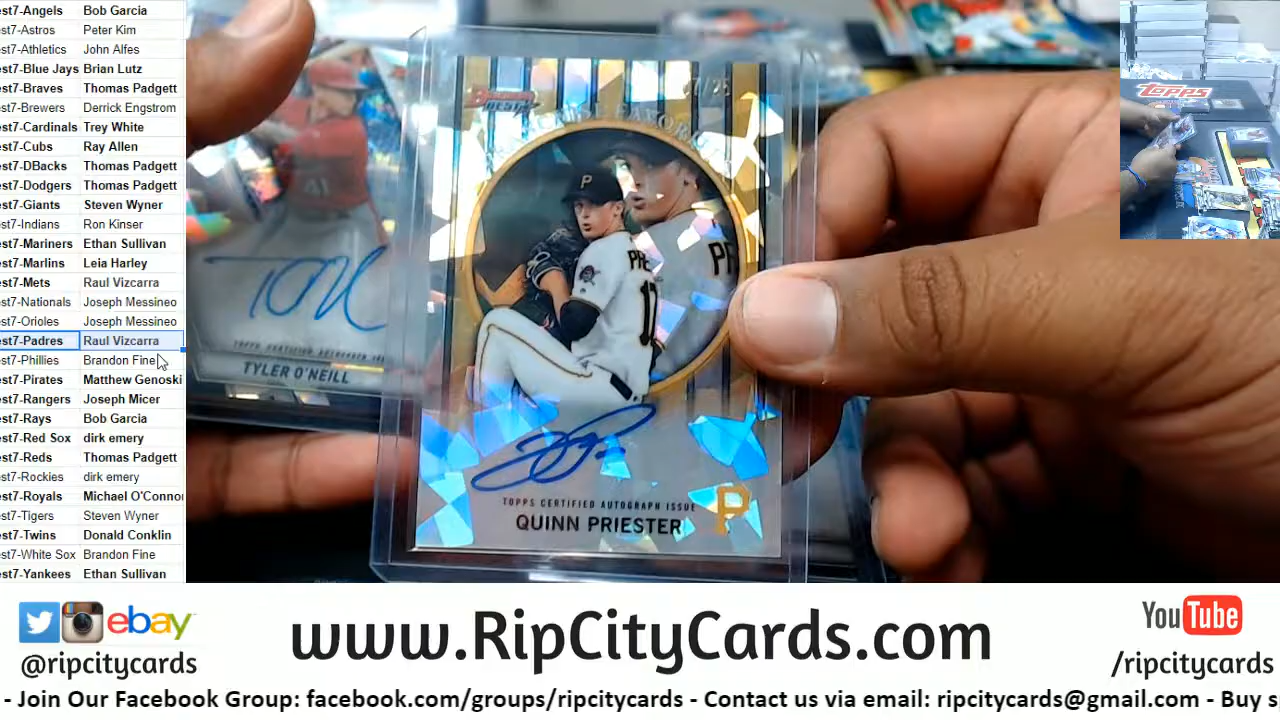 est7-Angels Bob Garcia
est7-Astros Peter Kim
est7-Athletics John Alfes
est7-Blue Jays Brian Lutz
est7-Braves Thomas Padgett
est7-Brewers Derrick Engstrom
est7-Cardinals Trey White
est7-Cubs Ray Allen
est7-DBacks Thomas Padgett
est7-Dodgers Thomas Padgett
est7-Giants Steven Wyner
est7-Indians Ron Kinser
est7-Mariners Ethan Sullivan
est7-Marlins Leia Harley
est7-Mets Raul Vizcarra
est7-Nationals Joseph Messineo
est7-Orioles Joseph Messineo
est7-Padres Raul Vizcarra
est7-Phillies Brandon Fine
est7-Pirates Matthew Genoski
est7-Rangers Joseph Micer
est7-Rays Bob Garcia
est7-Red Sox dirk emery
est7-Reds Thomas Padgett
est7-Rockies dirk emery
est7-Royals Michael O'Connor
est7-Tigers Steven Wyner
est7-Twins Donald Conklin
est7-White Sox Brandon Fine
est7-Yankees Ethan Sullivan
41
TOPPS CERTIFIED AUTOGRAPH ISS
TYLER O'NEILL
BEST
/25
P
TOPPS CERTIFIED AUTOGRAPH ISSUE
QUINN PRIESTER
P
TOPPS
ebay
@ripcitycards
www.RipCityCards.com
YouTube
/ripcitycards
- Join Our Facebook Group: facebook.com/groups/ripcitycards - Contact us via email: ripcitycards@gmail.com - Buy s